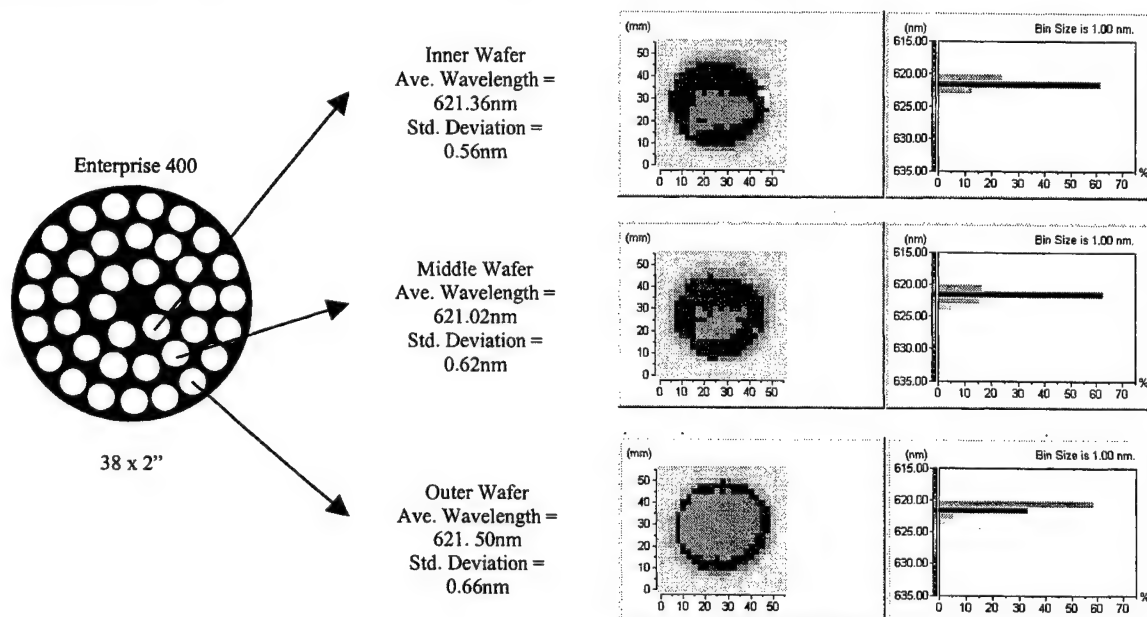 Enterprise 400
38 x 2”
Inner Wafer
Ave. Wavelength =
621.36nm
Std. Deviation =
0.56nm
(mm)
50
40
30
20
10
0
0 10 20 30 40 50
(nm) Bin Size is 1.00 nm.
615.00
620.00
625.00
630.00
635.00
0 10 20 30 40 50 60 70 %
Middle Wafer
Ave. Wavelength =
621.02nm
Std. Deviation =
0.62nm
(mm)
50
40
30
20
10
0
0 10 20 30 40 50
(nm) Bin Size is 1.00 nm.
615.00
620.00
625.00
630.00
635.00
0 10 20 30 40 50 60 70 %
Outer Wafer
Ave. Wavelength =
621. 50nm
Std. Deviation =
0.66nm
(mm)
50
40
30
20
10
0
0 10 20 30 40 50
(nm) Bin Size is 1.00 nm.
615.00
620.00
625.00
630.00
635.00
0 10 20 30 40 50 60 70 %